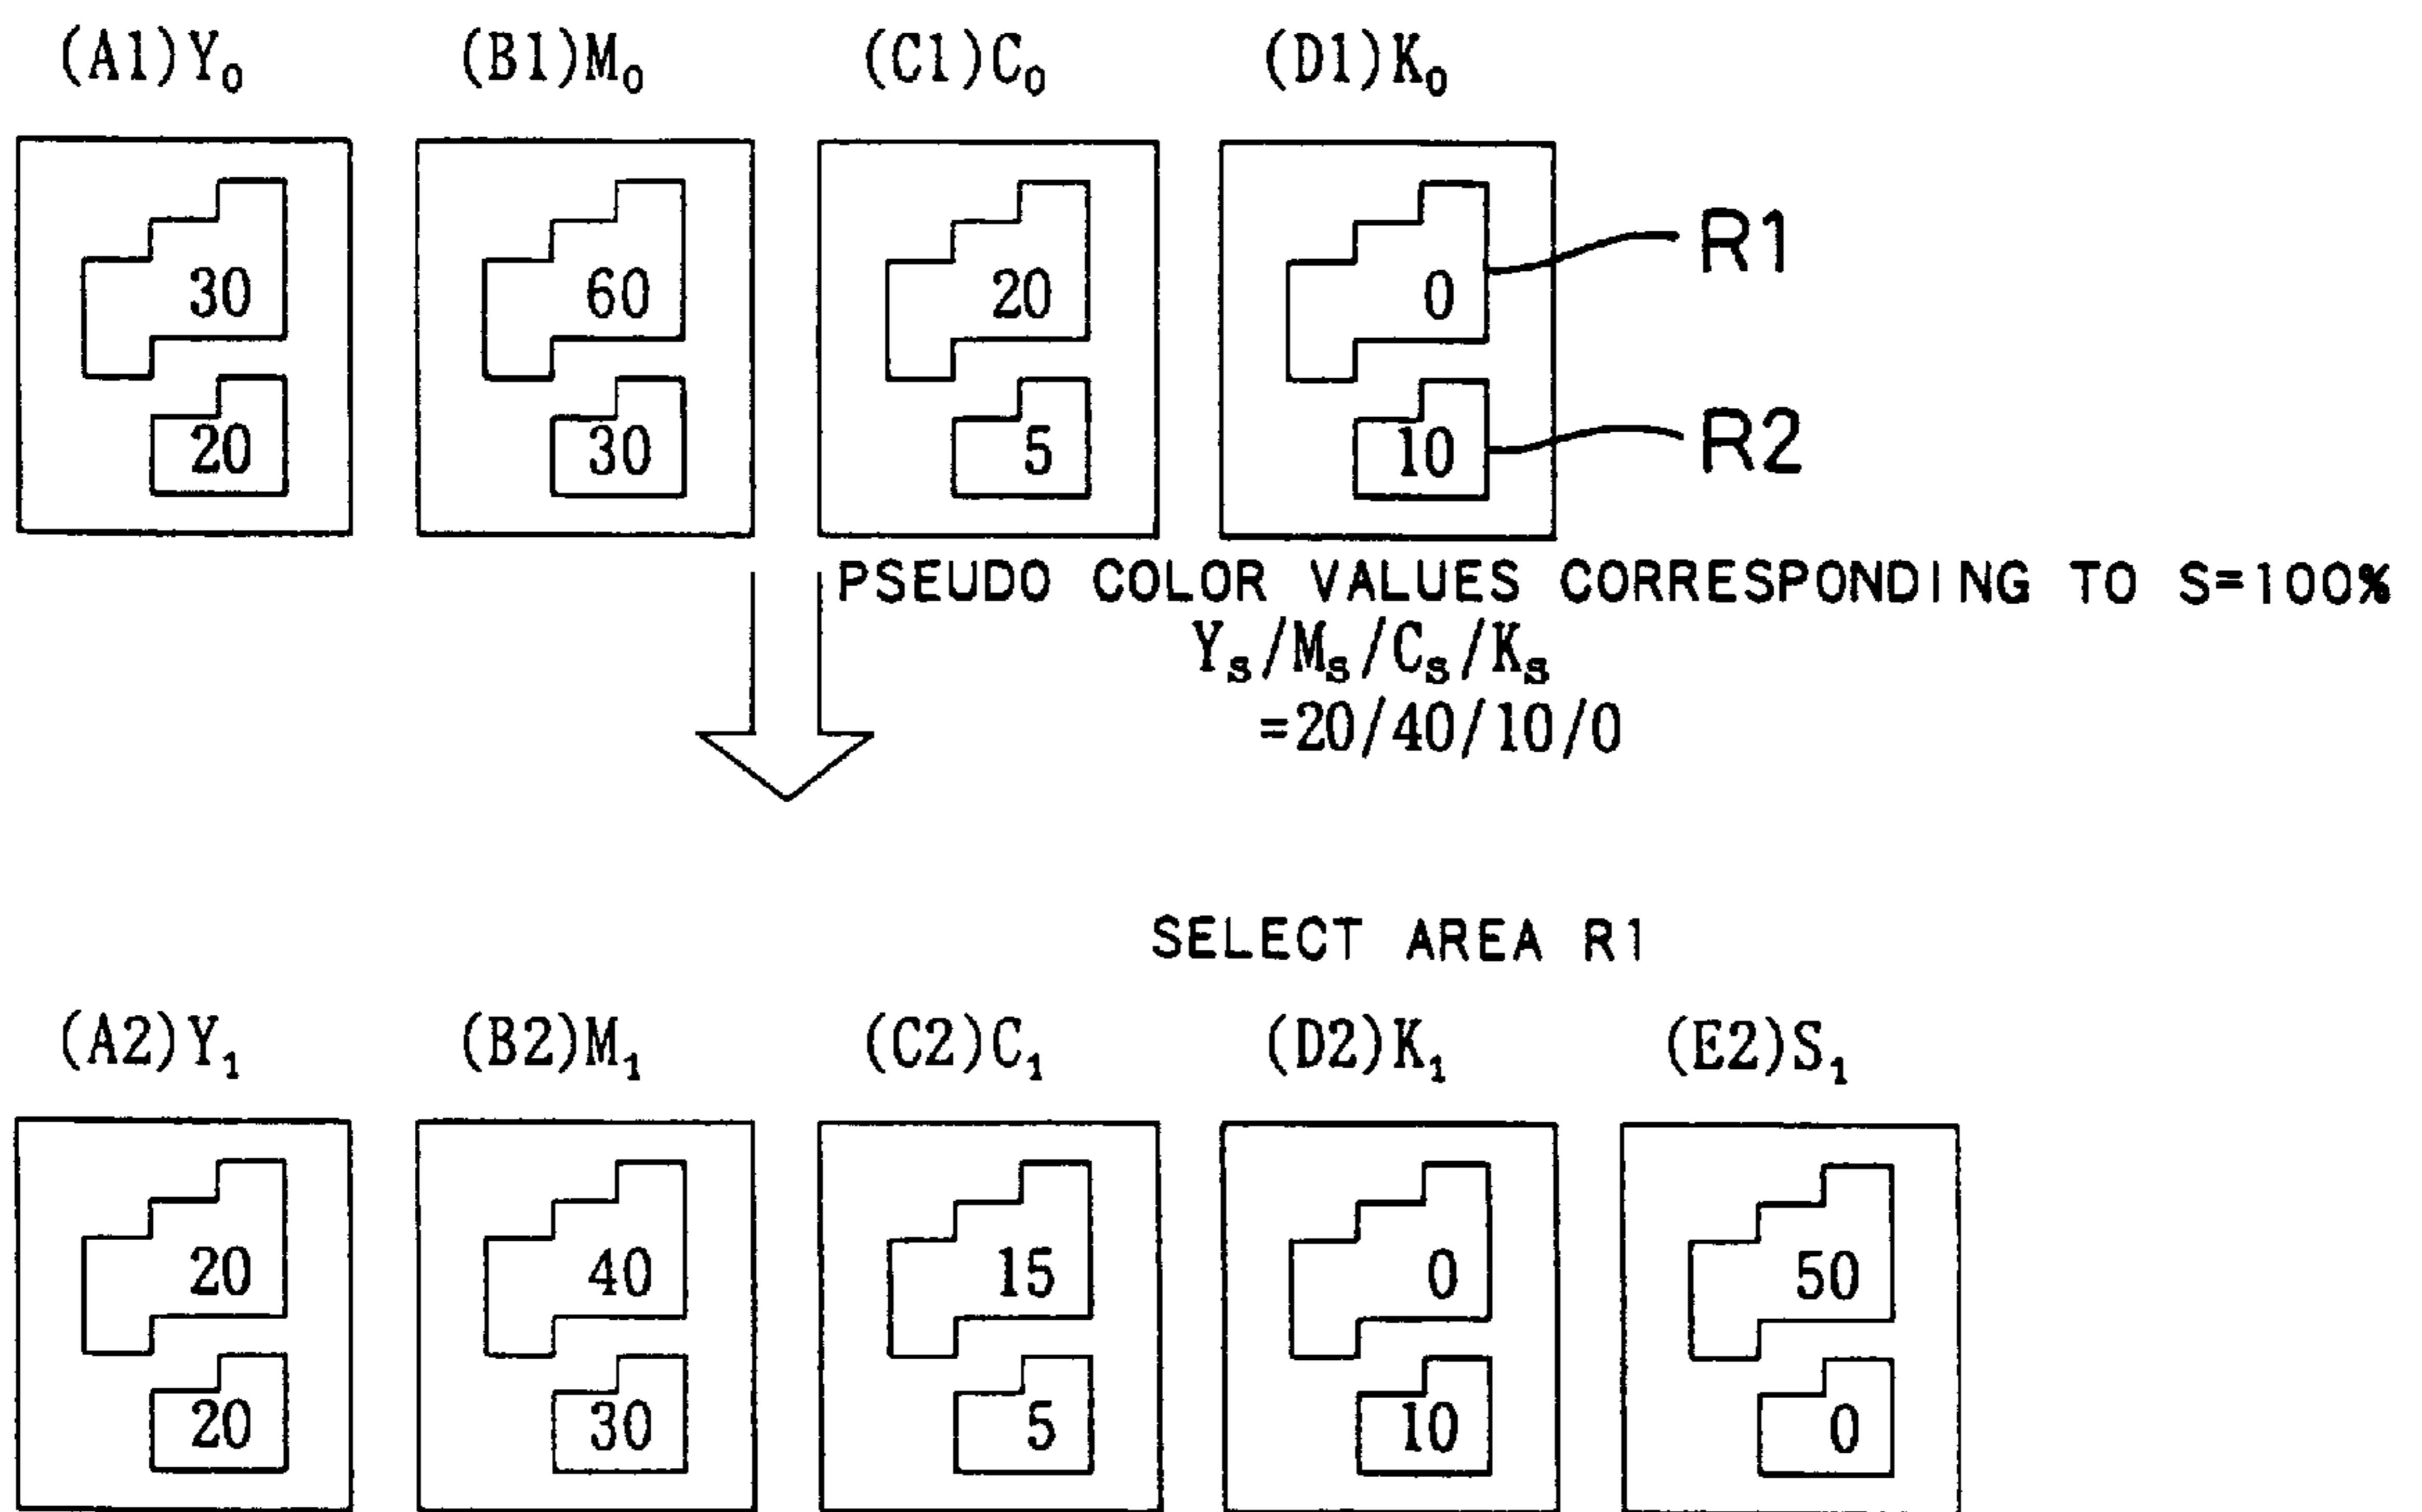 (A1)Y₀ (B1)M₀ (C1)C₀ (D1)K₀
30 60 20 0 R1
20 30 5 10 R2
PSEUDO COLOR VALUES CORRESPONDING TO S=100%
Yₛ/Mₛ/Cₛ/Kₛ
=20/40/10/0
SELECT AREA R1
(A2)Y₁ (B2)M₁ (C2)C₁ (D2)K₁ (E2)S₁
20 40 15 0 50
20 30 5 10 0